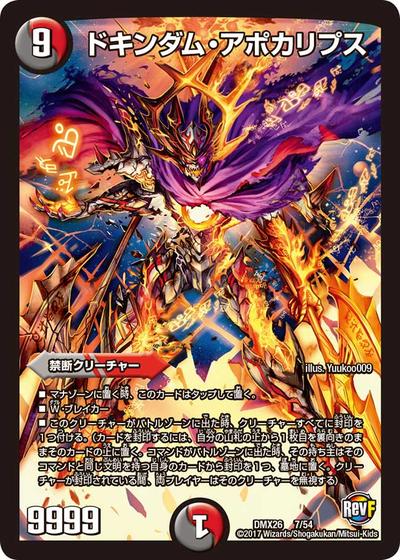 9
ドキンダム・アポカリプス
illus. Yuukoo009
禁断クリーチャー
■ マナゾーンに置く時、このカードはタップして置く。
■ W・ブレイカー
■ このクリーチャーがバトルゾーンに出た時、クリーチャーすべてに封印を
1つ付ける。(カードを封印するには、自分の山札の上から1枚目を裏向きのま
まそのカードの上に置く。コマンドがバトルゾーンに出た時、その持ち主はその
コマンドと同じ文明を持つ自身のカードから封印を1つ、墓地に置く。クリー
チャーが封印されている間、両プレイヤーはそのクリーチャーを無視する)
9999
1
DMX26 7/54
©2017 Wizards/Shogakukan/Mitsui-Kids
RevF